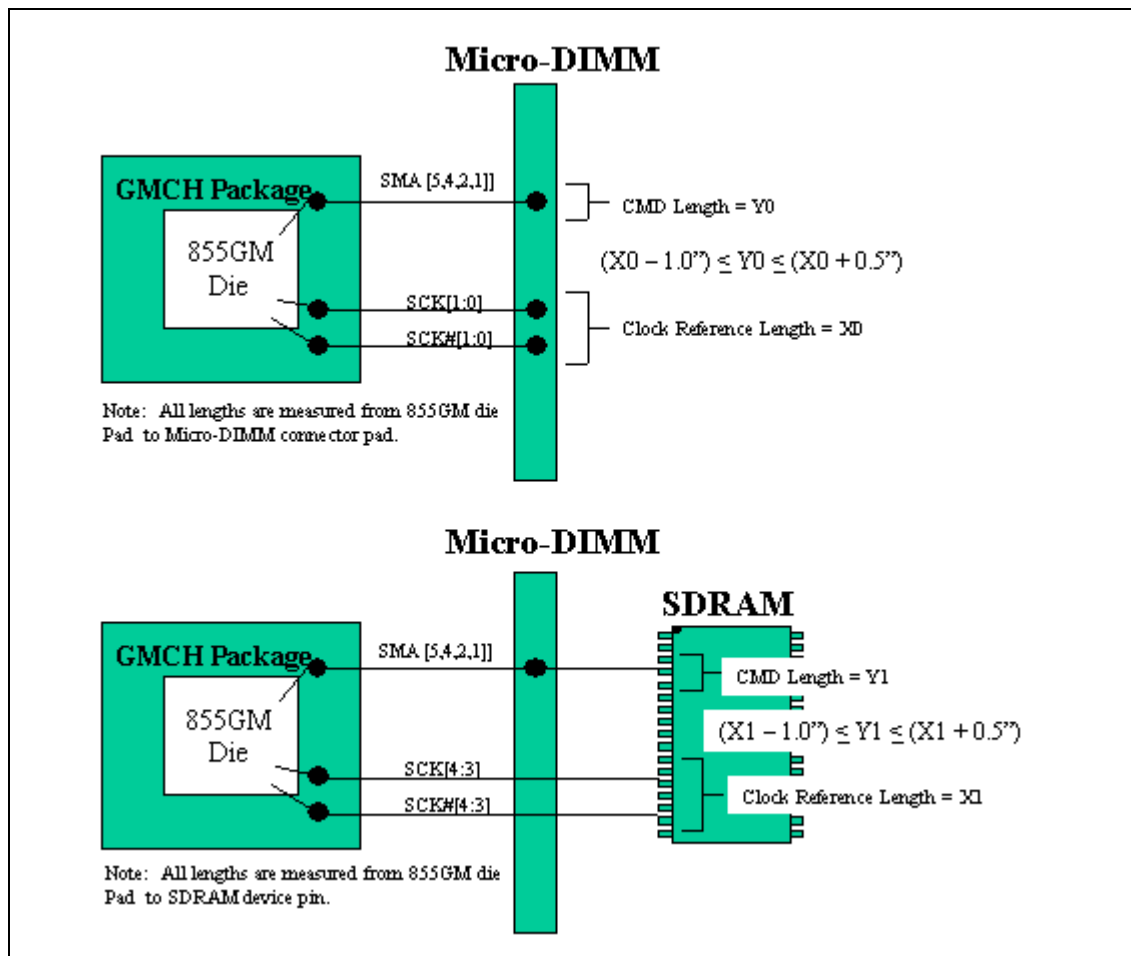 Micro-DIMM
GMCH Package
855GM
Die
SMA [5,4,2,1]]
SCK[1:0]
SCK#[1:0]
CMD Length = Y0
(X0 – 1.0”) ≤ Y0 ≤ (X0 + 0.5”)
Clock Reference Length = X0
Note: All lengths are measured from 855GM die
Pad to Micro-DIMM connector pad.
Micro-DIMM
SDRAM
GMCH Package
855GM
Die
SMA [5,4,2,1]]
SCK[4:3]
SCK#[4:3]
CMD Length = Y1
(X1 – 1.0”) ≤ Y1 ≤ (X1 + 0.5”)
Clock Reference Length = X1
Note: All lengths are measured from 855GM die
Pad to SDRAM device pin.